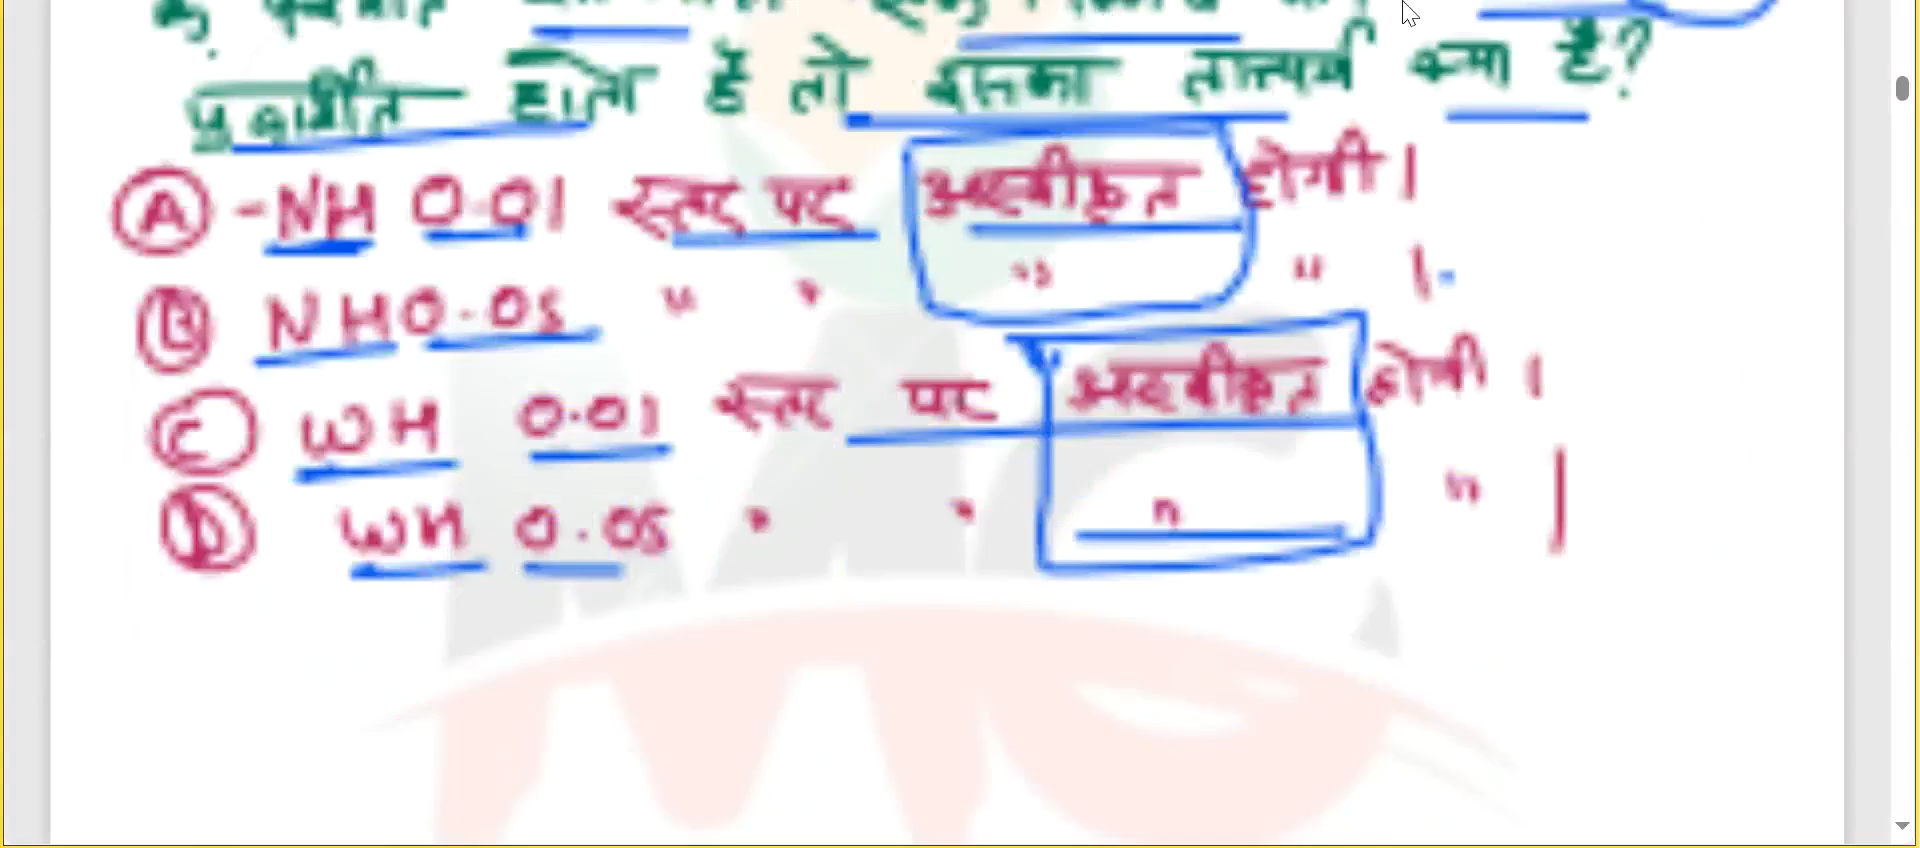 प्रदर्शित होता है तो इसका तात्पर्य क्या है?
(A) -NH 0.01 स्तर पर अस्वीकृत होगी।
(B) NH 0.05 " " " " ।
(C) WH 0.01 स्तर पर अस्वीकृत होगी ।
(D) WH 0.05 " " " " ।